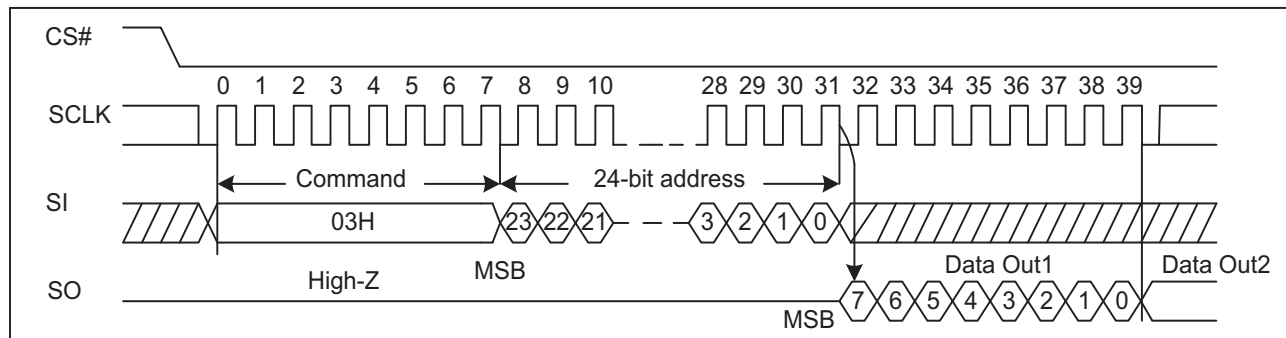 CS#
0 1 2 3 4 5 6 7 8 9 10 28 29 30 31 32 33 34 35 36 37 38 39
SCLK
Command 24-bit address
SI
03H 23 22 21 3 2 1 0
High-Z MSB Data Out1 Data Out2
SO
7 6 5 4 3 2 1 0
MSB